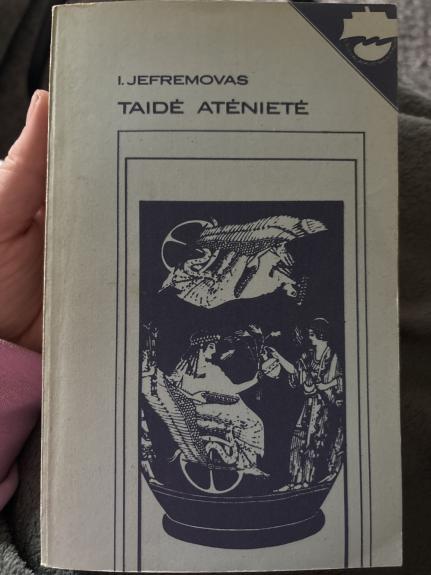 I. JEFREMOVAS
TAIDĖ ATĖNIETĖ